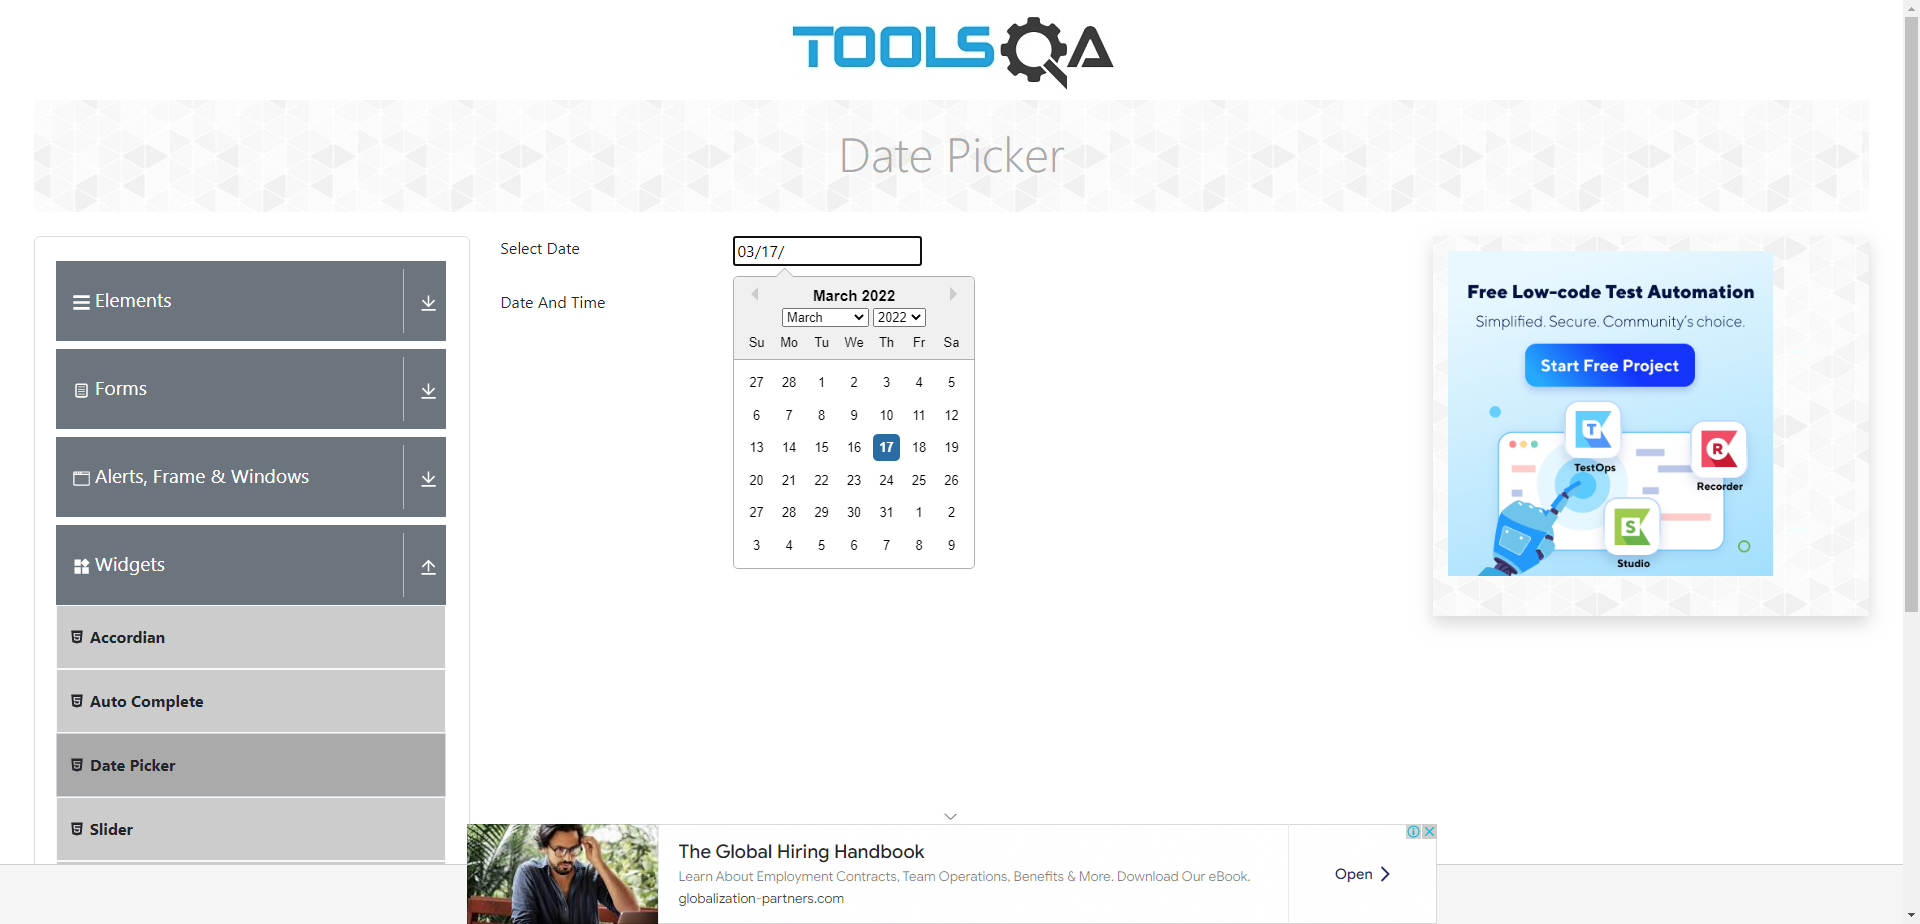 TOOLSQA
Date Picker
Elements
Forms
Alerts, Frame & Windows
Widgets
Accordian
Auto Complete
Date Picker
Slider
Select Date
03/17/
Date And Time
March 2022
March 2022
Su Mo Tu We Th Fr Sa
27 28 1 2 3 4 5
6 7 8 9 10 11 12
13 14 15 16 17 18 19
20 21 22 23 24 25 26
27 28 29 30 31 1 2
3 4 5 6 7 8 9
Free Low-code Test Automation
Simplified. Secure. Community's choice.
Start Free Project
T
TestOps
R
Recorder
S
Studio
The Global Hiring Handbook
Learn About Employment Contracts, Team Operations, Benefits & More. Download Our eBook.
globalization-partners.com
Open